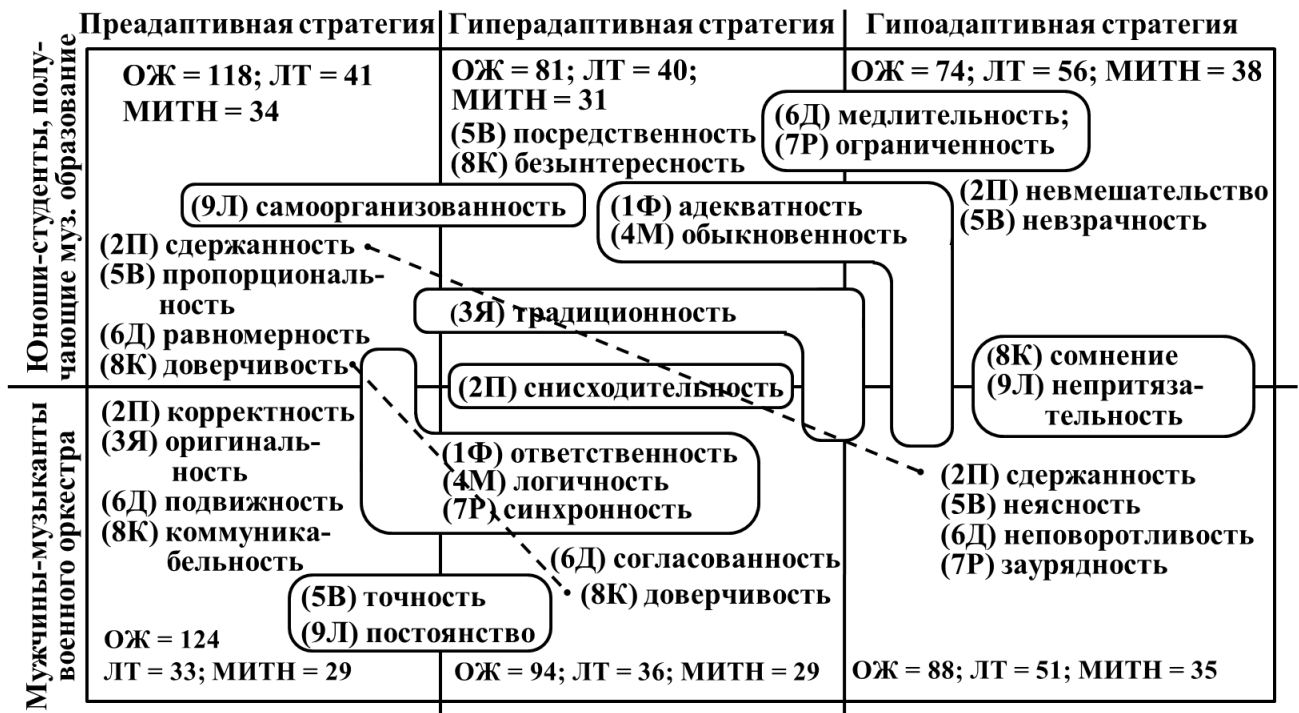 Преадаптивная стратегия
Гиперадаптивная стратегия
Гипоадаптивная стратегия
Юноши-студенты, полу-
чающие муз. образование
ОЖ = 118; ЛТ = 41
МИТН = 34
ОЖ = 81; ЛТ = 40;
МИТН = 31
(5В) посредственность
(8К) безынтересность
ОЖ = 74; ЛТ = 56; МИТН = 38
(6Д) медлительность;
(7Р) ограниченность
(2П) невмешательство
(5В) невзрачность
(9Л) самоорганизованность
(1Ф) адекватность
(4М) обыкновенность
(2П) сдержанность
(5В) пропорциональ-
ность
(6Д) равномерность
(8К) доверчивость
(3Я) традиционность
(2П) снисходительность
(8К) сомнение
(9Л) непритяза-
тельность
Мужчины-музыканты
военного оркестра
(2П) корректность
(3Я) оригиналь-
ность
(6Д) подвижность
(8К) коммуника-
бельность
(1Ф) ответственность
(4М) логичность
(7Р) синхронность
(6Д) согласованность
(8К) доверчивость
(2П) сдержанность
(5В) неясность
(6Д) неповоротливость
(7Р) заурядность
(5В) точность
(9Л) постоянство
ОЖ = 124
ЛТ = 33; МИТН = 29
ОЖ = 94; ЛТ = 36; МИТН = 29
ОЖ = 88; ЛТ = 51; МИТН = 35